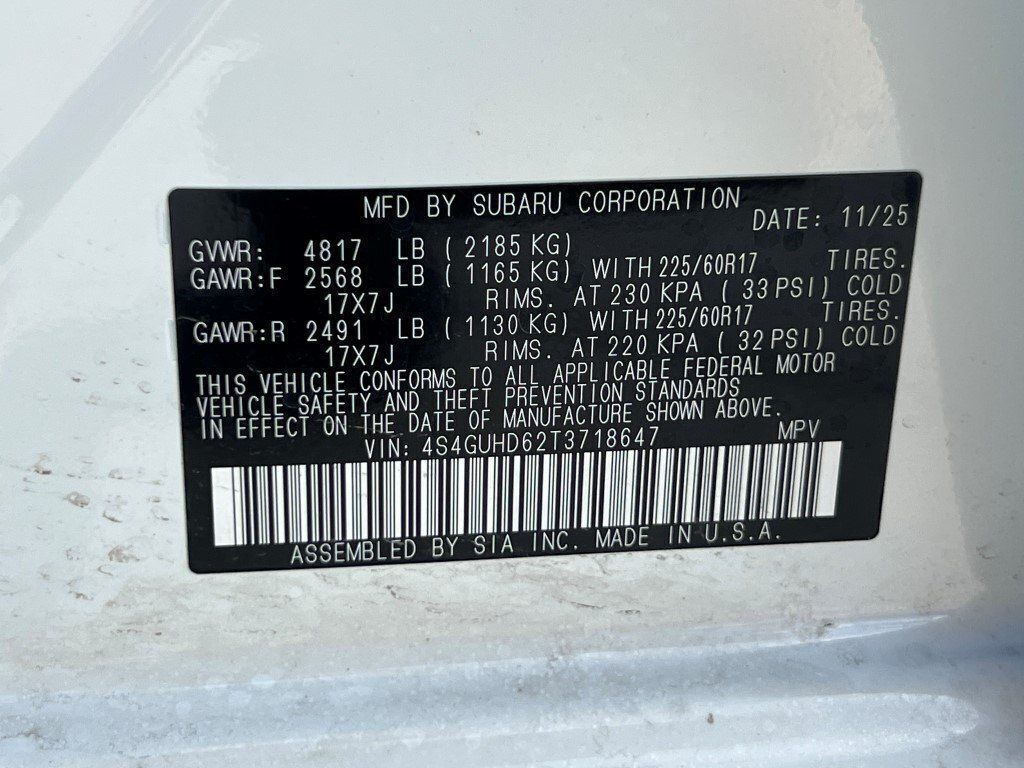 MFD BY SUBARU CORPORATION
DATE: 11/25
GVWR: 4817 LB ( 2185 KG)
GAWR:F 2568 LB ( 1165 KG) WITH 225/60R17 TIRES.
17X7J RIMS. AT 230 KPA ( 33 PSI) COLD
GAWR:R 2491 LB ( 1130 KG) WITH 225/60R17 TIRES.
17X7J RIMS. AT 220 KPA ( 32 PSI) COLD
THIS VEHICLE CONFORMS TO ALL APPLICABLE FEDERAL MOTOR
VEHICLE SAFETY AND THEFT PREVENTION STANDARDS
IN EFFECT ON THE DATE OF MANUFACTURE SHOWN ABOVE.
VIN: 4S4GUHD62T3718647 MPV
ASSEMBLED BY SIA INC. MADE IN U.S.A.